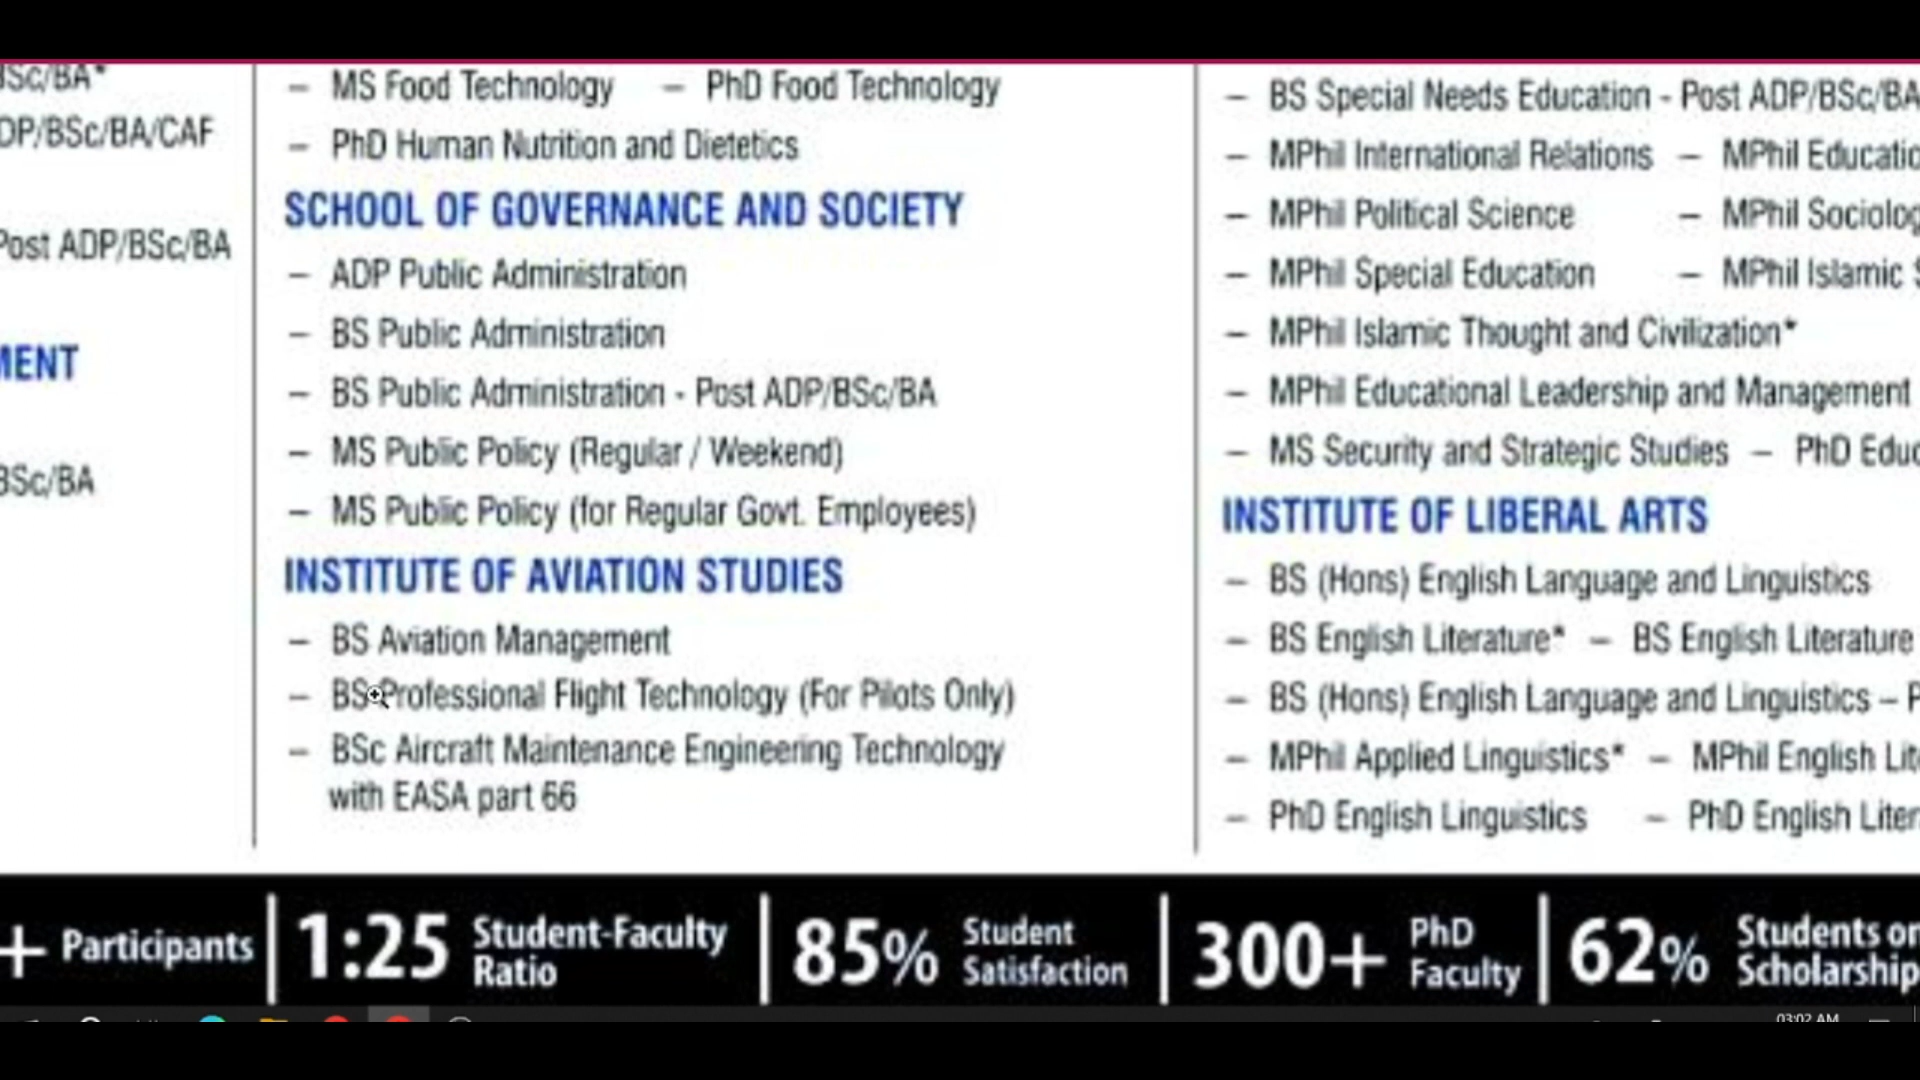 BSc/BA*
DP/BSc/BA/CAF
Post ADP/BSc/BA
MENT
BSc/BA
– MS Food Technology – PhD Food Technology
– PhD Human Nutrition and Dietetics
SCHOOL OF GOVERNANCE AND SOCIETY
– ADP Public Administration
– BS Public Administration
– BS Public Administration - Post ADP/BSc/BA
– MS Public Policy (Regular / Weekend)
– MS Public Policy (for Regular Govt. Employees)
INSTITUTE OF AVIATION STUDIES
– BS Aviation Management
– BS Professional Flight Technology (For Pilots Only)
– BSc Aircraft Maintenance Engineering Technology
with EASA part 66
– BS Special Needs Education - Post ADP/BSc/BA
– MPhil International Relations – MPhil Educatio
– MPhil Political Science – MPhil Sociolog
– MPhil Special Education – MPhil Islamic S
– MPhil Islamic Thought and Civilization*
– MPhil Educational Leadership and Management
– MS Security and Strategic Studies – PhD Educ
INSTITUTE OF LIBERAL ARTS
– BS (Hons) English Language and Linguistics
– BS English Literature* – BS English Literature
– BS (Hons) English Language and Linguistics – P
– MPhil Applied Linguistics* – MPhil English Lit
– PhD English Linguistics – PhD English Liter
+ Participants
1:25 Student-Faculty
Ratio
85% Student
Satisfaction
300+ PhD
Faculty
62% Students on
Scholarship
03:02 AM